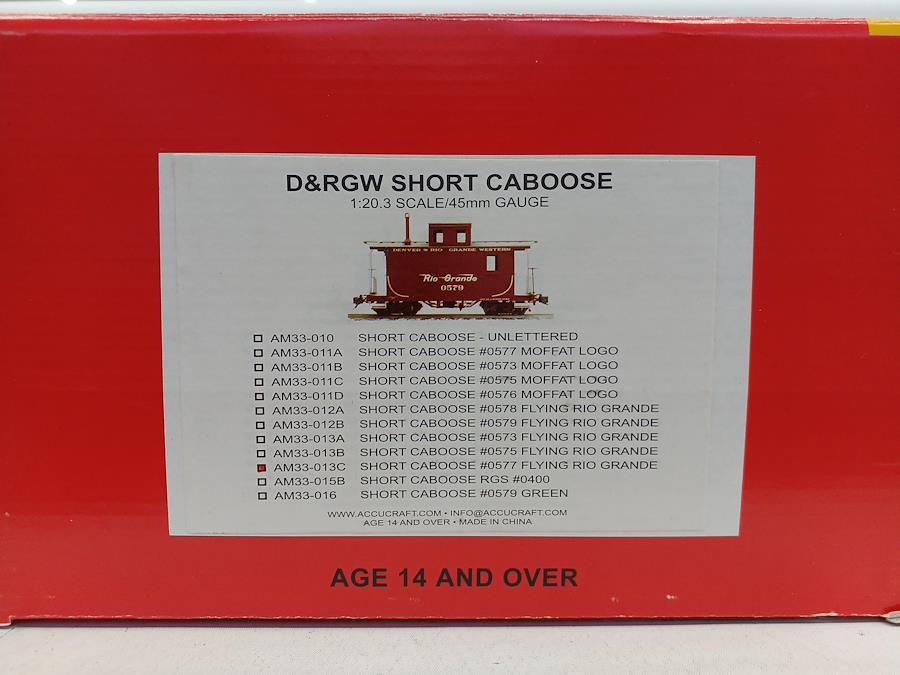 D&RGW SHORT CABOOSE
1:20.3 SCALE/45mm GAUGE
DENVER & RIO GRANDE WESTERN
Rio Grande
0579
AM33-010 SHORT CABOOSE - UNLETTERED
AM33-011A SHORT CABOOSE #0577 MOFFAT LOGO
AM33-011B SHORT CABOOSE #0573 MOFFAT LOGO
AM33-011C SHORT CABOOSE #0575 MOFFAT LOGO
AM33-011D SHORT CABOOSE #0576 MOFFAT LOGO
AM33-012A SHORT CABOOSE #0578 FLYING RIO GRANDE
AM33-012B SHORT CABOOSE #0579 FLYING RIO GRANDE
AM33-013A SHORT CABOOSE #0573 FLYING RIO GRANDE
AM33-013B SHORT CABOOSE #0575 FLYING RIO GRANDE
AM33-013C SHORT CABOOSE #0577 FLYING RIO GRANDE
AM33-015B SHORT CABOOSE RGS #0400
AM33-016 SHORT CABOOSE #0579 GREEN
WWW.ACCUCRAFT.COM • INFO@ACCUCRAFT.COM
AGE 14 AND OVER • MADE IN CHINA
AGE 14 AND OVER